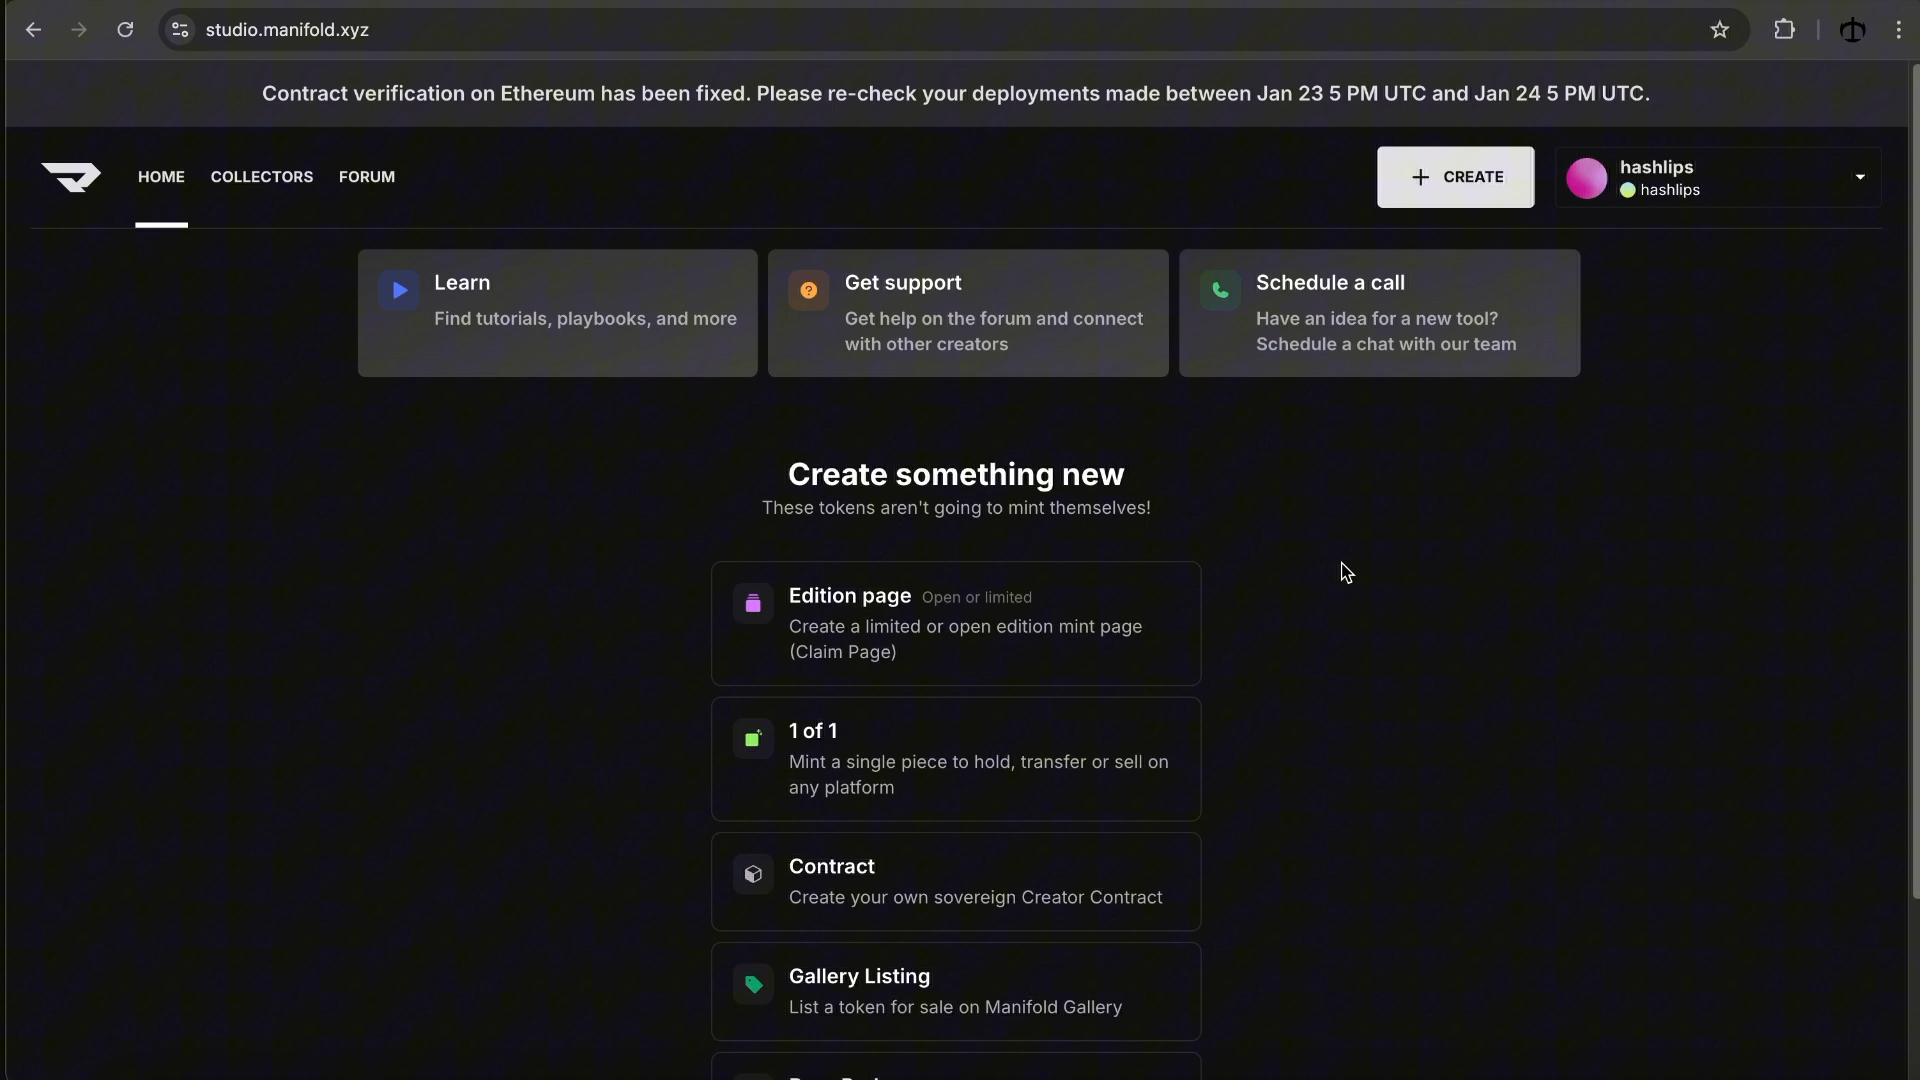 studio.manifold.xyz
Contract verification on Ethereum has been fixed. Please re-check your deployments made between Jan 23 5 PM UTC and Jan 24 5 PM UTC.
HOME
COLLECTORS
FORUM
CREATE
hashlips
hashlips
Learn
Find tutorials, playbooks, and more
Get support
Get help on the forum and connect
with other creators
Schedule a call
Have an idea for a new tool?
Schedule a chat with our team
Create something new
These tokens aren't going to mint themselves!
Edition page Open or limited
Create a limited or open edition mint page
(Claim Page)
1 of 1
Mint a single piece to hold, transfer or sell on
any platform
Contract
Create your own sovereign Creator Contract
Gallery Listing
List a token for sale on Manifold Gallery